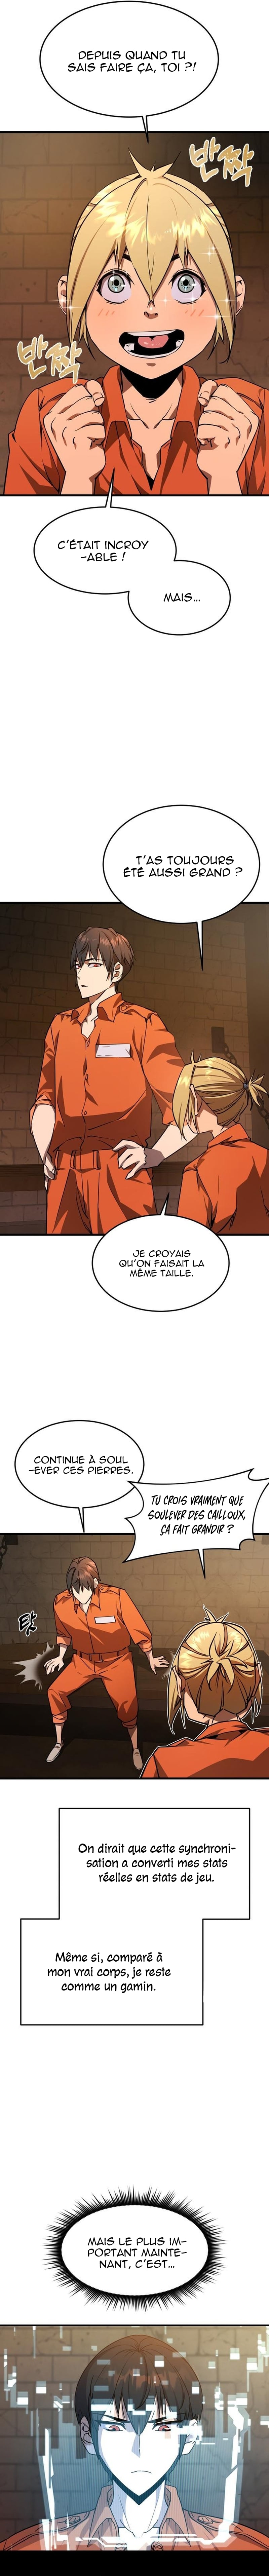 DEPUIS QUAND TU
SAIS FAIRE ÇA, TOI ?!
반짝
반짝
C'ÉTAIT INCROY
-ABLE !
MAIS...
T'AS TOUJOURS
ÉTÉ AUSSI GRAND ?
JE CROYAIS
QU'ON FAISAIT LA
MÊME TAILLE.
CONTINUE À SOUL
-EVER CES PIERRES.
TU CROIS VRAIMENT QUE
SOULEVER DES CAILLOUX,
ÇA FAIT GRANDIR ?
탁
On dirait que cette synchroni-
sation a converti mes stats
réelles en stats de jeu.
Même si, comparé à
mon vrai corps, je reste
comme un gamin.
MAIS LE PLUS IM-
PORTANT MAINTE-
NANT, C'EST...